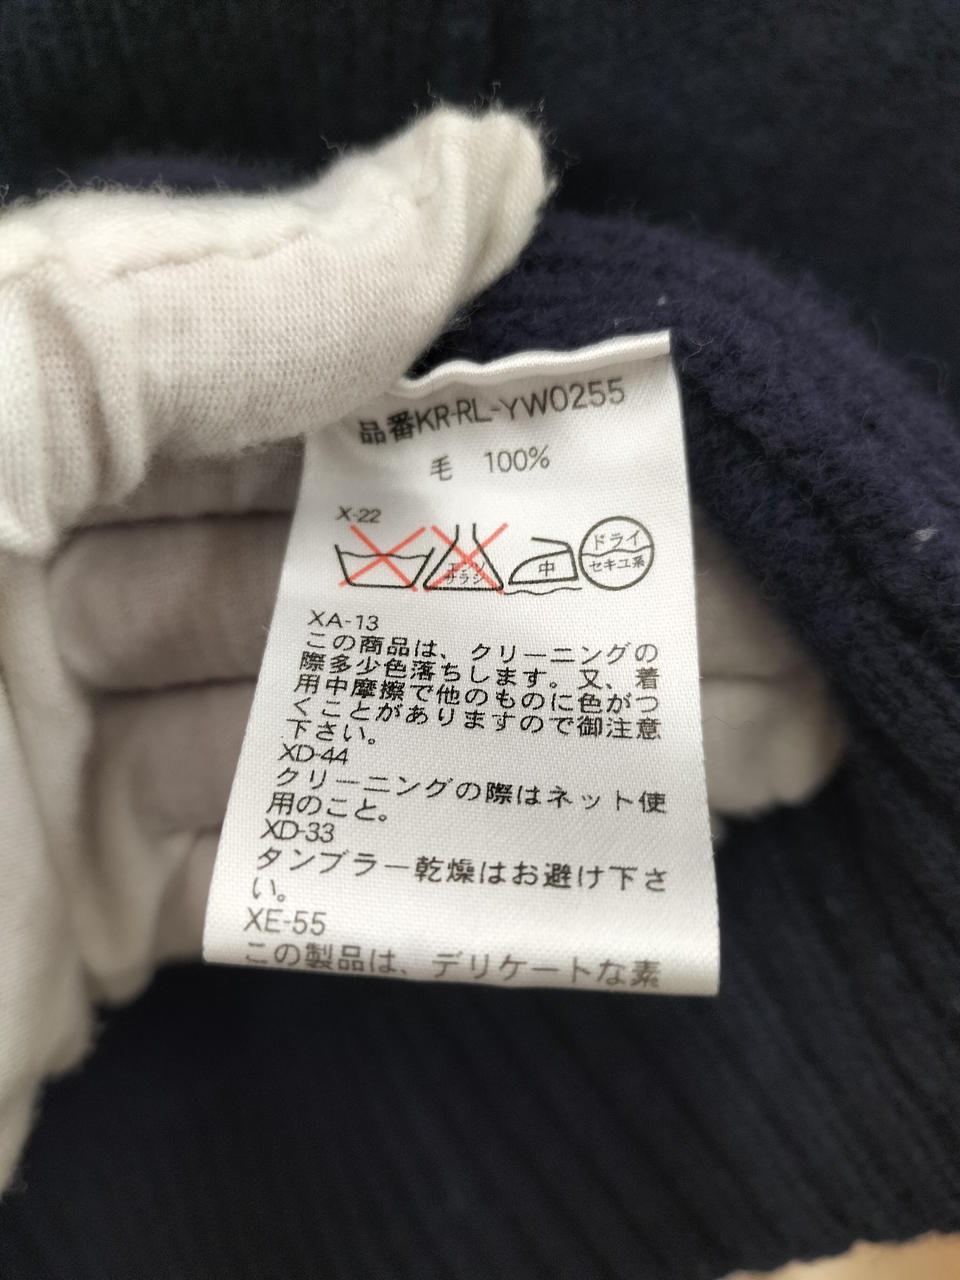 品番KR-RL-YW0255
毛 100%
X-22
エンソ
サラシ
中
ドライ
セキユ系
XA-13
この商品は、クリーニングの
際多少色落ちします。又、着
用中摩擦で他のものに色がつ
くことがありますので御注意
下さい。
XD-44
クリーニングの際はネット使
用のこと。
XD-33
タンブラー乾燥はお避け下さ
い。
XE-55
この製品は、デリケートな素